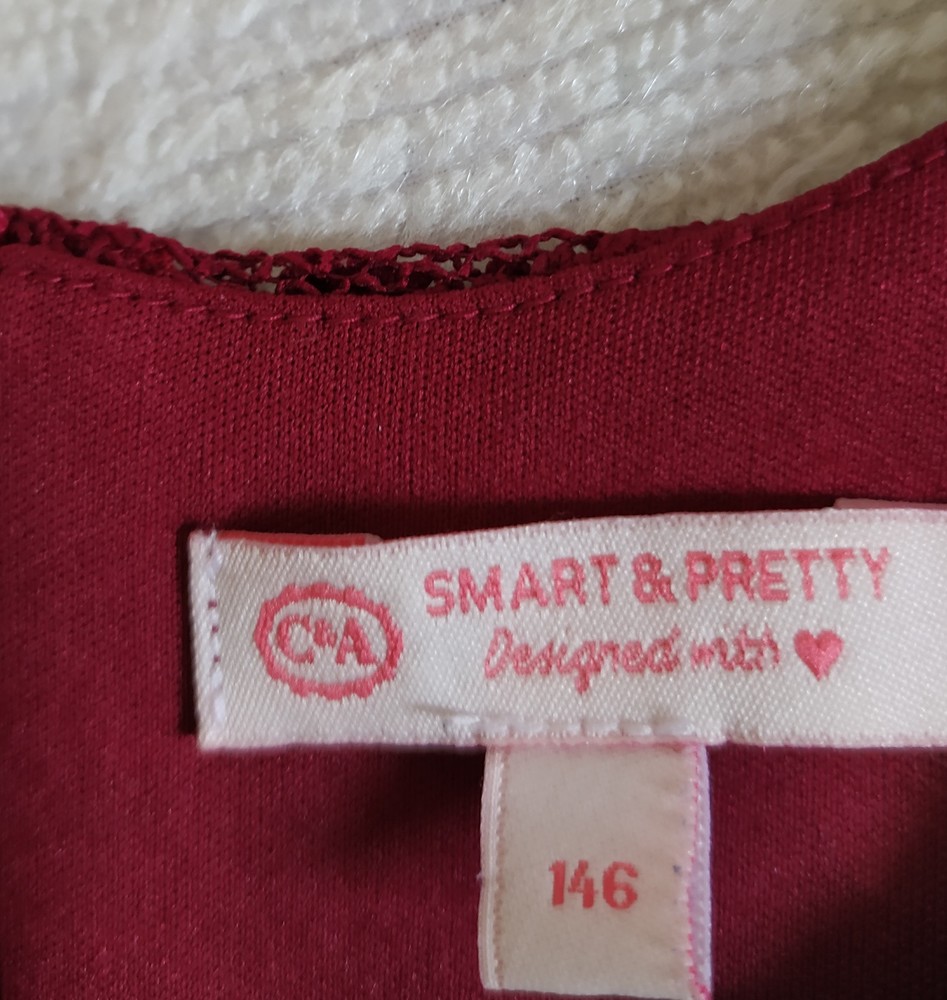 C&A
SMART & PRETTY
Designed with ♥
146